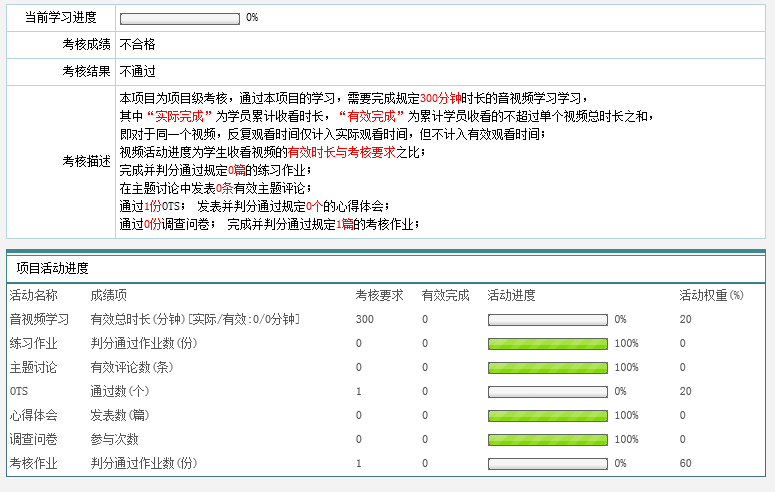 当前学习进度 0%
考核成绩 不合格
考核结果 不通过
考核描述
本项目为项目级考核，通过本项目的学习，需要完成规定300分钟时长的音视频学习学习，
其中“实际完成”为学员累计收看时长，“有效完成”为累计学员收看的不超过单个视频总时长之和，
即对于同一个视频，反复观看时间仅计入实际观看时间，但不计入有效观看时间；
视频活动进度为学生收看视频的有效时长与考核要求之比；
完成并判分通过规定0篇的练习作业；
在主题讨论中发表0条有效主题评论；
通过1份OTS； 发表并判分通过规定0个的心得体会；
通过0份调查问卷； 完成并判分通过规定1篇的考核作业；
项目活动进度
活动名称 成绩项 考核要求 有效完成 活动进度 活动权重(%)
音视频学习 有效总时长(分钟)[实际/有效:0/0分钟] 300 0 0% 20
练习作业 判分通过作业数(份) 0 0 100% 0
主题讨论 有效评论数(条) 0 0 100% 0
OTS 通过数(个) 1 0 0% 20
心得体会 发表数(篇) 0 0 100% 0
调查问卷 参与次数 0 0 100% 0
考核作业 判分通过作业数(份) 1 0 0% 60